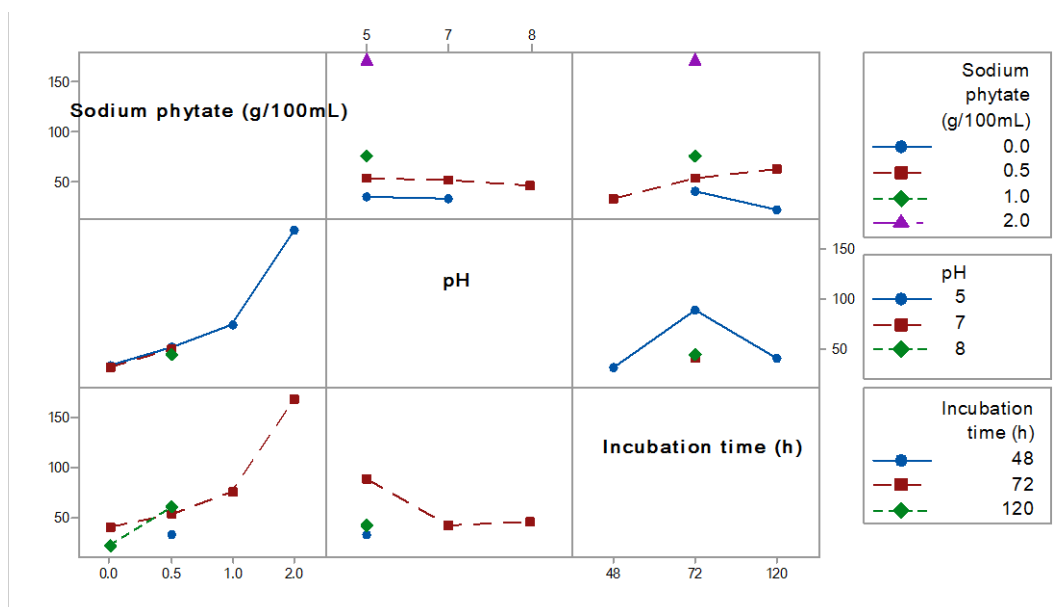 5 7 8
150
100
50
Sodium phytate (g/100mL)
Sodium
phytate
(g/100mL)
0.0
0.5
1.0
2.0
pH
150
100
50
pH
5
7
8
150
100
50
Incubation time (h)
Incubation
time (h)
48
72
120
0.0 0.5 1.0 2.0 48 72 120